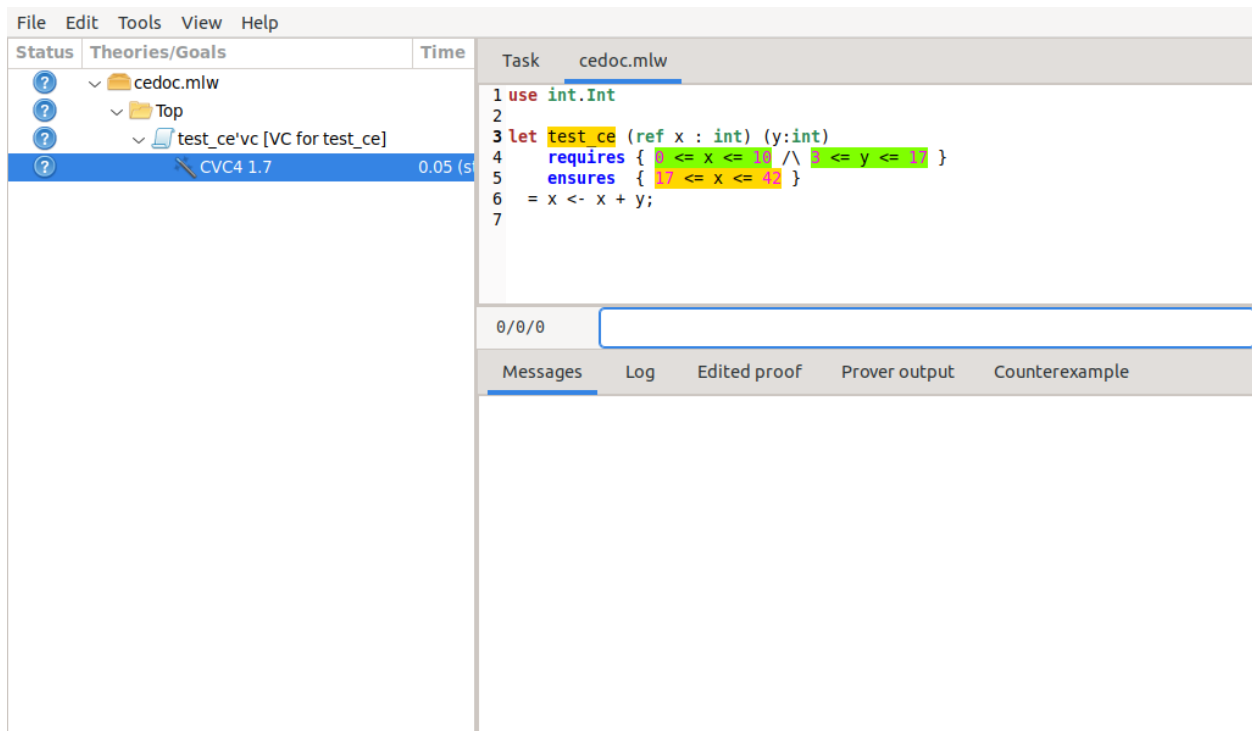 File Edit Tools View Help
Status Theories/Goals Time
cedoc.mlw
Top
test_ce'vc [VC for test_ce]
CVC4 1.7 0.05 (st
Task cedoc.mlw
1 use int.Int
2
3 let test_ce (ref x : int) (y:int)
4     requires { 0 <= x <= 10 /\ 3 <= y <= 17 }
5     ensures  { 17 <= x <= 42 }
6   = x <- x + y;
7
0/0/0
Messages Log Edited proof Prover output Counterexample